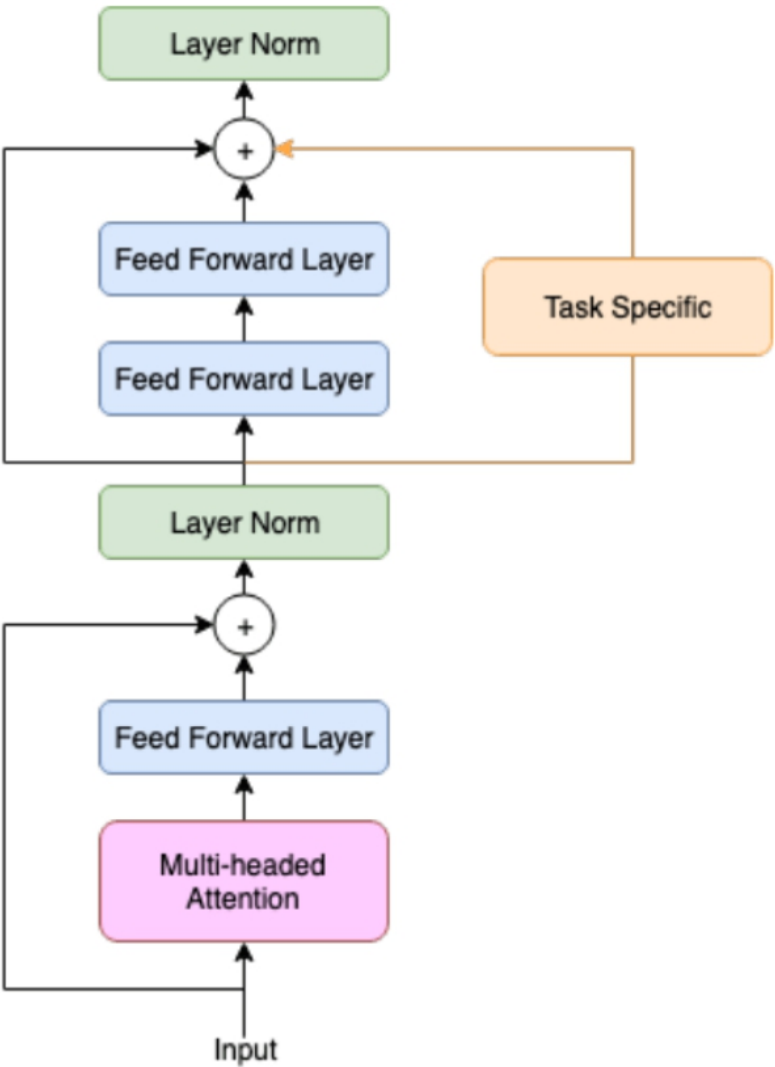 Layer Norm
+
Feed Forward Layer
Task Specific
Feed Forward Layer
Layer Norm
+
Feed Forward Layer
Multi-headed
Attention
Input